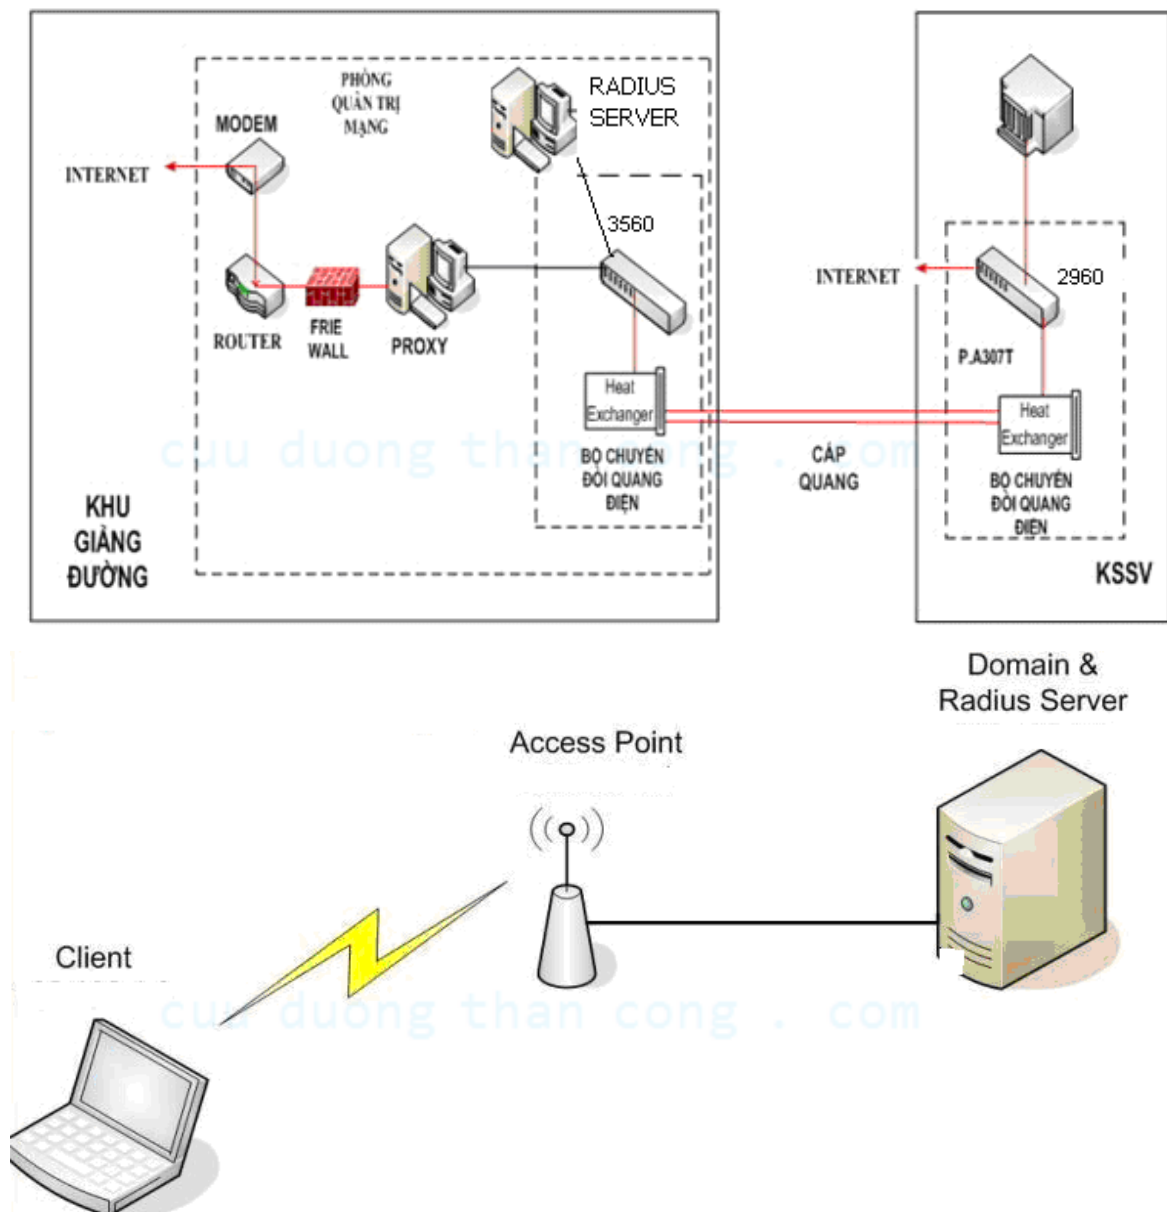 PHÒNG
QUẢN TRỊ
MẠNG
RADIUS
SERVER
MODEM
INTERNET
3560
INTERNET
2960
ROUTER
FRIE
WALL
PROXY
P.A307T
Heat
Exchanger
Heat
Exchanger
cuu duong than cong . com
BỘ CHUYỂN
ĐỔI QUANG
ĐIỆN
CÁP
QUANG
BỘ CHUYỂN
ĐỔI QUANG
ĐIỆN
KHU
GIẢNG
ĐƯỜNG
KSSV
Domain &
Radius Server
Access Point
Client
cuu duong than cong . com